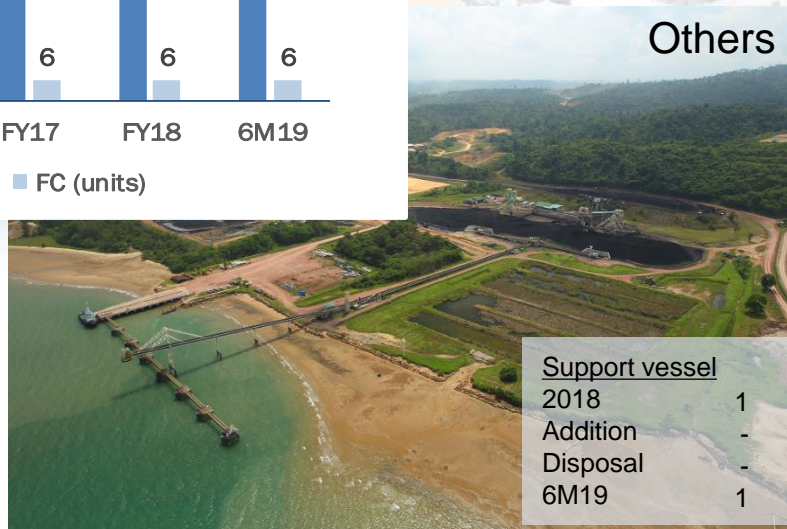 Others
6 6 6
FY17 FY18 6M19
FC (units)
Support vessel
2018 1
Addition -
Disposal -
6M19 1